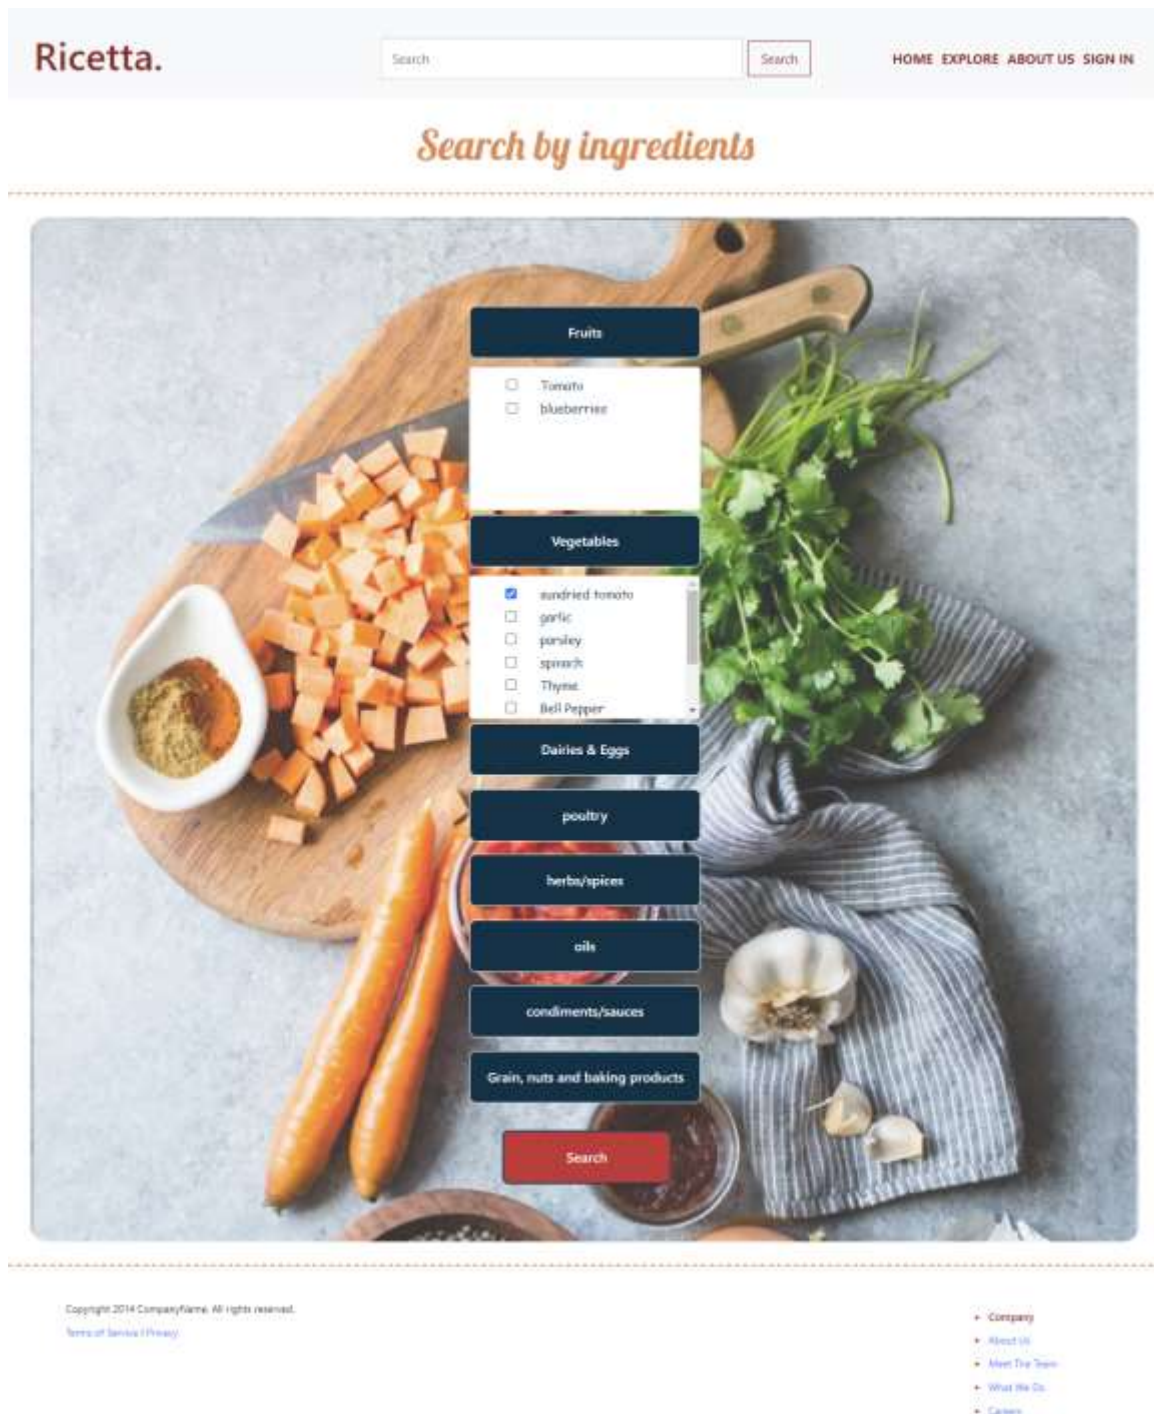 Ricetta.
Search
Search
HOME EXPLORE ABOUT US SIGN IN
Search by ingredients
Fruits
Tomato
blueberries
Vegetables
sundried tomato
garlic
parsley
spinach
Thyme
Bell Pepper
Dairies & Eggs
poultry
herbs/spices
oils
condiments/sauces
Grain, nuts and baking products
Search
Copyright 2014 CompanyName. All rights reserved.
Terms of Service | Privacy
Company
About Us
Meet The Team
What We Do
Careers